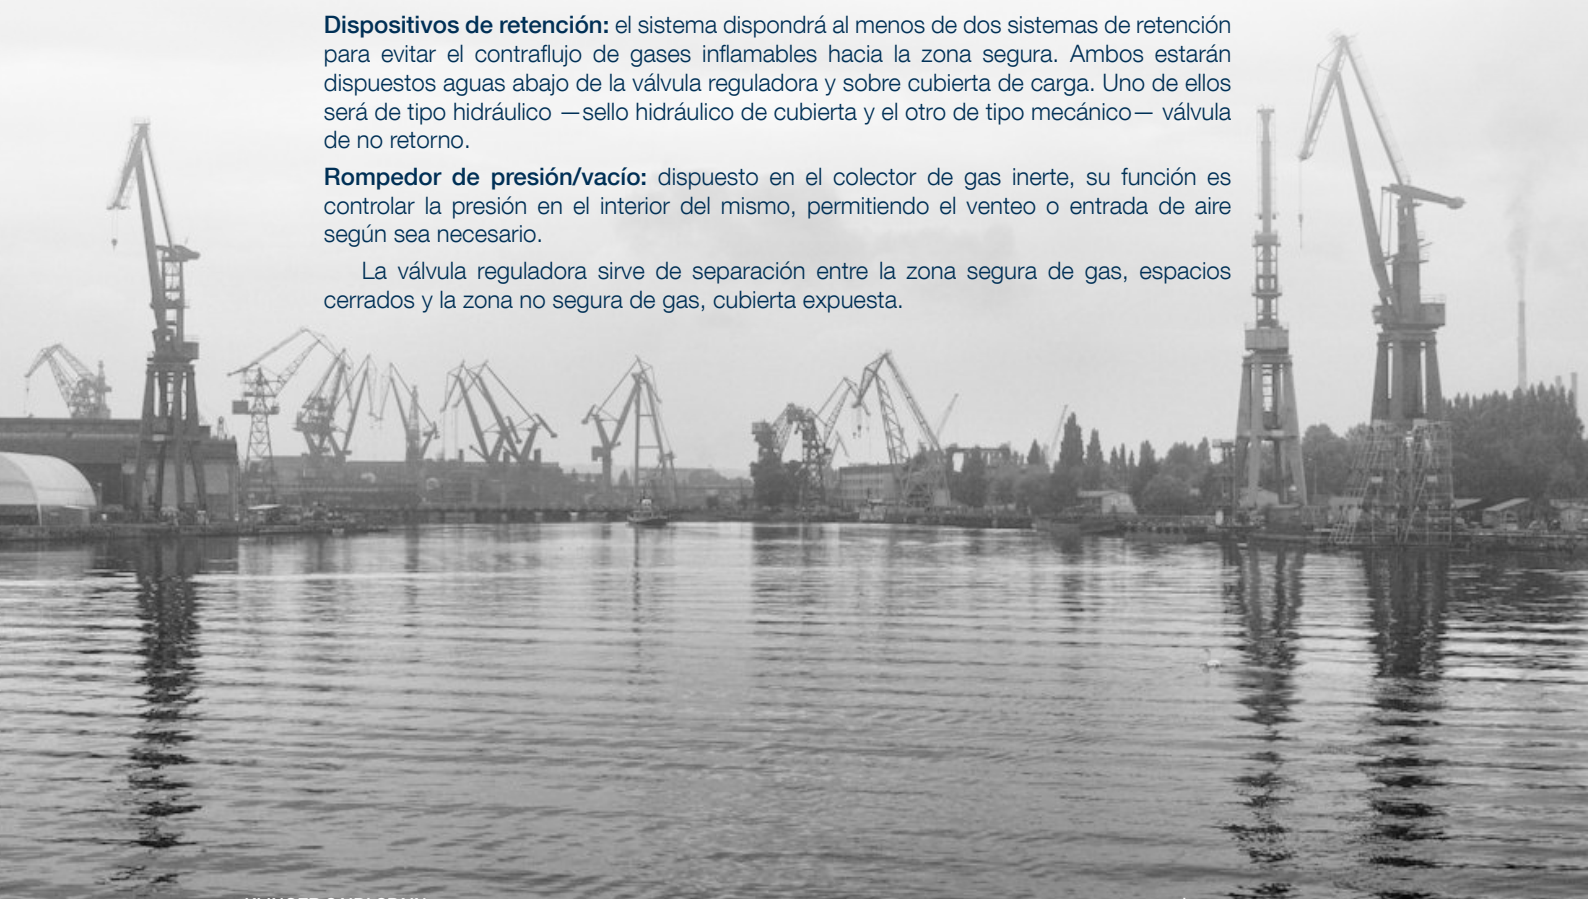 Dispositivos de retención: el sistema dispondrá al menos de dos sistemas de retención
para evitar el contraflujo de gases inflamables hacia la zona segura. Ambos estarán
dispuestos aguas abajo de la válvula reguladora y sobre cubierta de carga. Uno de ellos
será de tipo hidráulico —sello hidráulico de cubierta y el otro de tipo mecánico— válvula
de no retorno.
Rompedor de presión/vacío: dispuesto en el colector de gas inerte, su función es
controlar la presión en el interior del mismo, permitiendo el venteo o entrada de aire
según sea necesario.
La válvula reguladora sirve de separación entre la zona segura de gas, espacios
cerrados y la zona no segura de gas, cubierta expuesta.